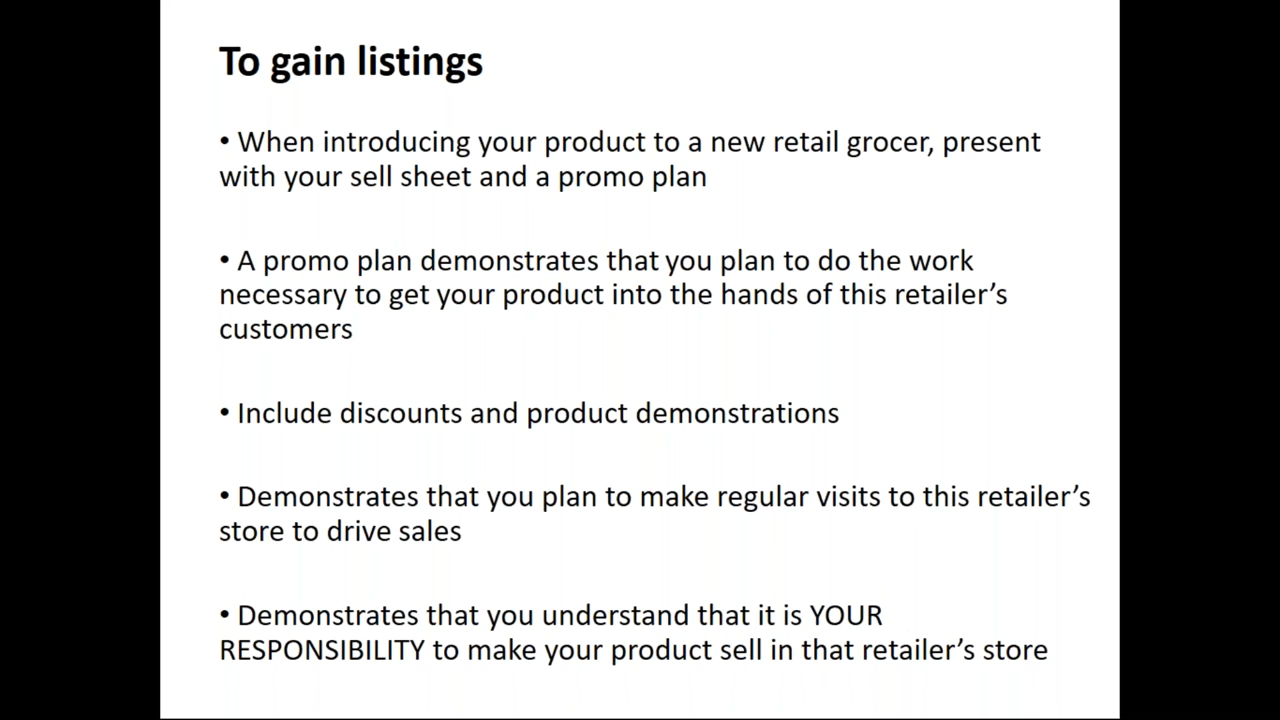 To gain listings
• When introducing your product to a new retail grocer, present
with your sell sheet and a promo plan
• A promo plan demonstrates that you plan to do the work
necessary to get your product into the hands of this retailer’s
customers
• Include discounts and product demonstrations
• Demonstrates that you plan to make regular visits to this retailer’s
store to drive sales
• Demonstrates that you understand that it is YOUR
RESPONSIBILITY to make your product sell in that retailer’s store